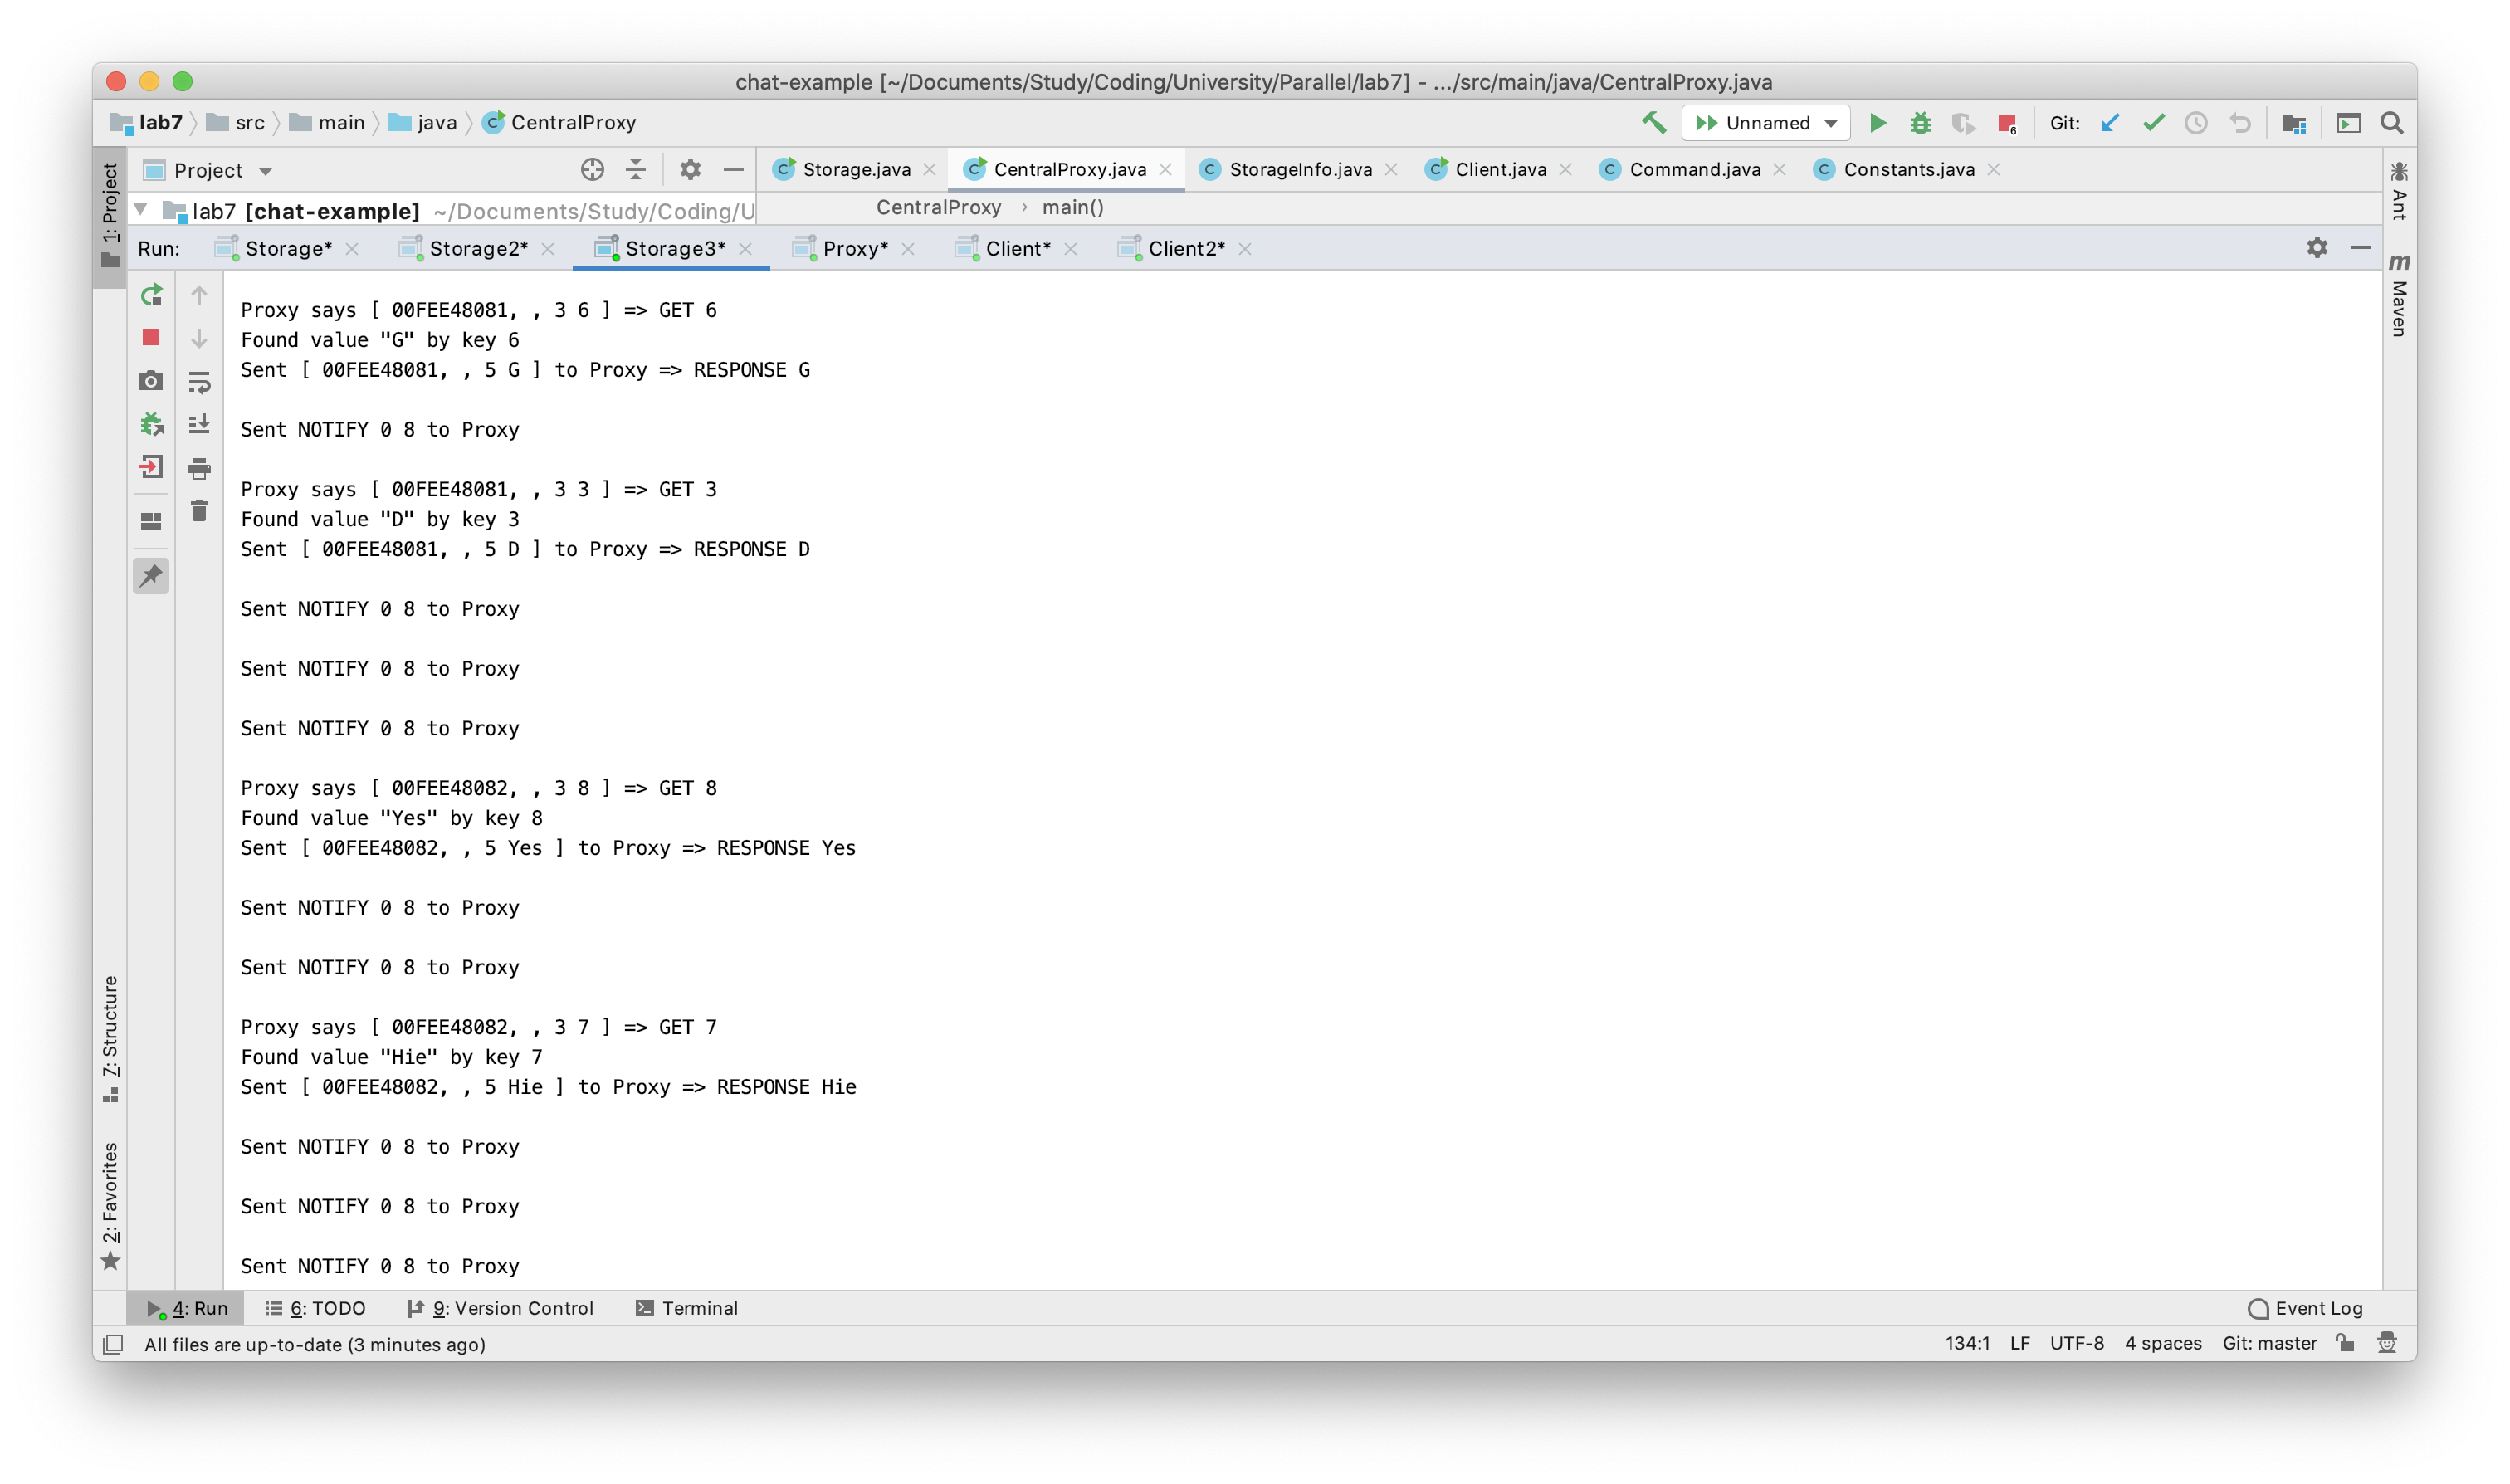 chat-example [~/Documents/Study/Coding/University/Parallel/lab7] - .../src/main/java/CentralProxy.java
lab7 src main java CentralProxy Unnamed 6 Git:
1: Project
Project Storage.java CentralProxy.java StorageInfo.java Client.java Command.java Constants.java
Ant
lab7 [chat-example] ~/Documents/Study/Coding/U CentralProxy › main()
Run: Storage* Storage2* Storage3* Proxy* Client* Client2*
Maven
Proxy says [ 00FEE48081, , 3 6 ] => GET 6
Found value "G" by key 6
Sent [ 00FEE48081, , 5 G ] to Proxy => RESPONSE G
Sent NOTIFY 0 8 to Proxy
Proxy says [ 00FEE48081, , 3 3 ] => GET 3
Found value "D" by key 3
Sent [ 00FEE48081, , 5 D ] to Proxy => RESPONSE D
Sent NOTIFY 0 8 to Proxy
Sent NOTIFY 0 8 to Proxy
Sent NOTIFY 0 8 to Proxy
Proxy says [ 00FEE48082, , 3 8 ] => GET 8
Found value "Yes" by key 8
Sent [ 00FEE48082, , 5 Yes ] to Proxy => RESPONSE Yes
Sent NOTIFY 0 8 to Proxy
Sent NOTIFY 0 8 to Proxy
Proxy says [ 00FEE48082, , 3 7 ] => GET 7
Found value "Hie" by key 7
Sent [ 00FEE48082, , 5 Hie ] to Proxy => RESPONSE Hie
Sent NOTIFY 0 8 to Proxy
Sent NOTIFY 0 8 to Proxy
Sent NOTIFY 0 8 to Proxy
7: Structure
2: Favorites
4: Run 6: TODO 9: Version Control Terminal Event Log
All files are up-to-date (3 minutes ago) 134:1 LF UTF-8 4 spaces Git: master